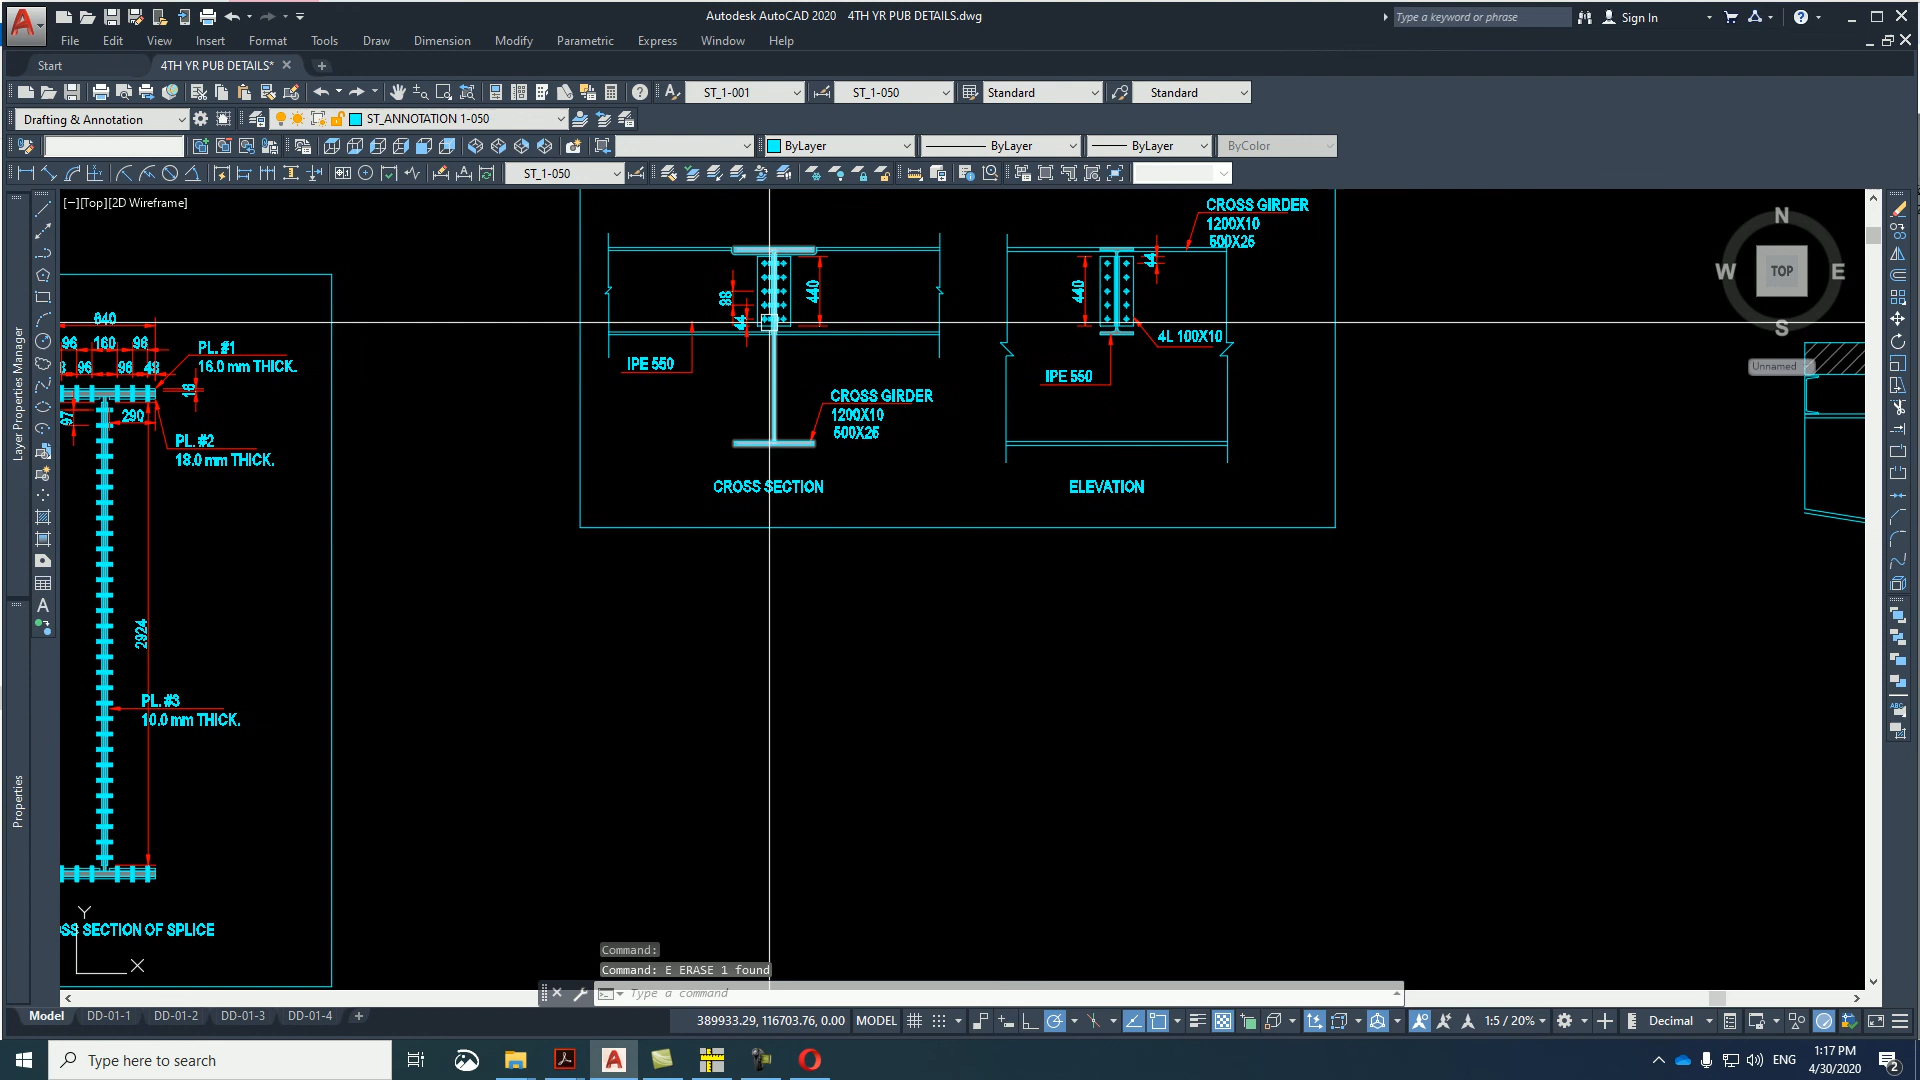 Autodesk AutoCAD 2020 4TH YR PUB DETAILS.dwg
Type a keyword or phrase
Sign In
File Edit View Insert Format Tools Draw Dimension Modify Parametric Express Window Help
Start
4TH YR PUB DETAILS*
ST_1-001
ST_1-050
Standard
Standard
Drafting & Annotation
ST_ANNOTATION 1-050
ByLayer
ByLayer
ByLayer
ByColor
ST_1-050
[−][Top][2D Wireframe]
Layer Properties Manager
Properties
640
96 160 96
96 96 48
97
290
16
PL. #1
16.0 mm THICK.
PL. #2
18.0 mm THICK.
2924
PL. #3
10.0 mm THICK.
SS SECTION OF SPLICE
Y
X
88
44
440
IPE 550
CROSS GIRDER
1200X10
500X25
CROSS SECTION
CROSS GIRDER
1200X10
500X25
44
440
4L 100X10
IPE 550
ELEVATION
N
W TOP E
S
Unnamed
Command:
Command: E ERASE 1 found
Type a command
Model DD-01-1 DD-01-2 DD-01-3 DD-01-4
389933.29, 116703.76, 0.00 MODEL
1:5 / 20%
Decimal
Type here to search
ENG
1:17 PM
4/30/2020
2